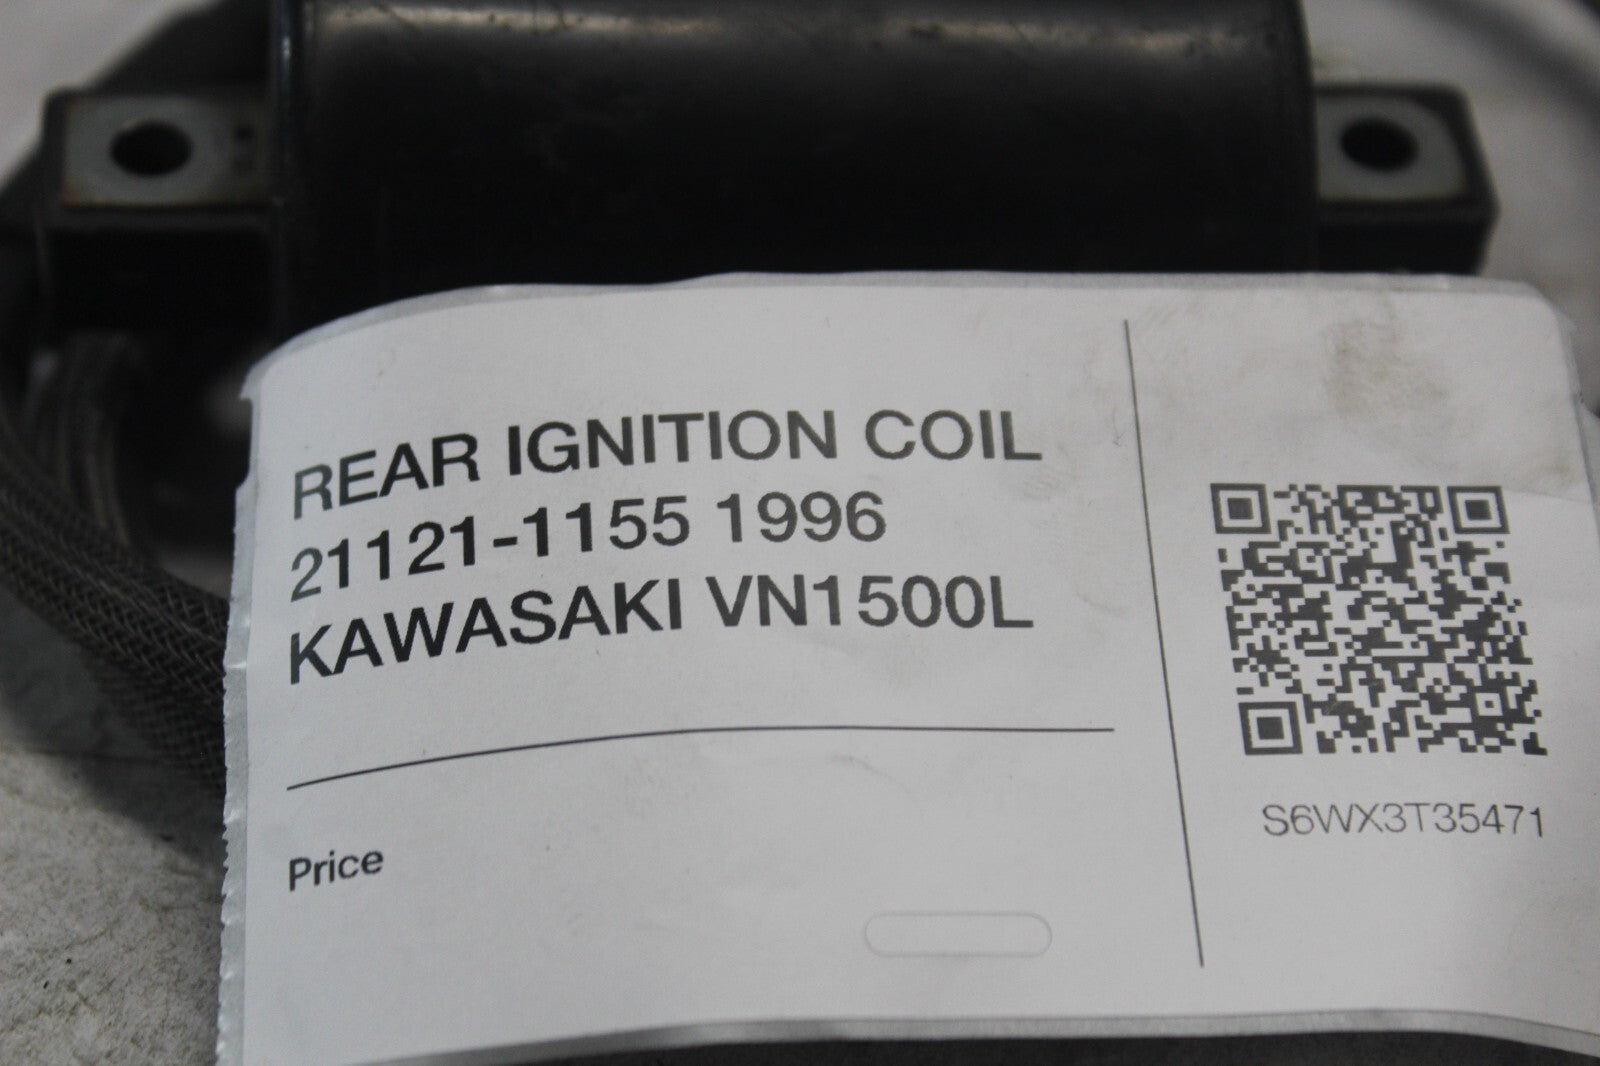 REAR IGNITION COIL
21121-1155 1996
KAWASAKI VN1500L
Price
S6WX3T35471